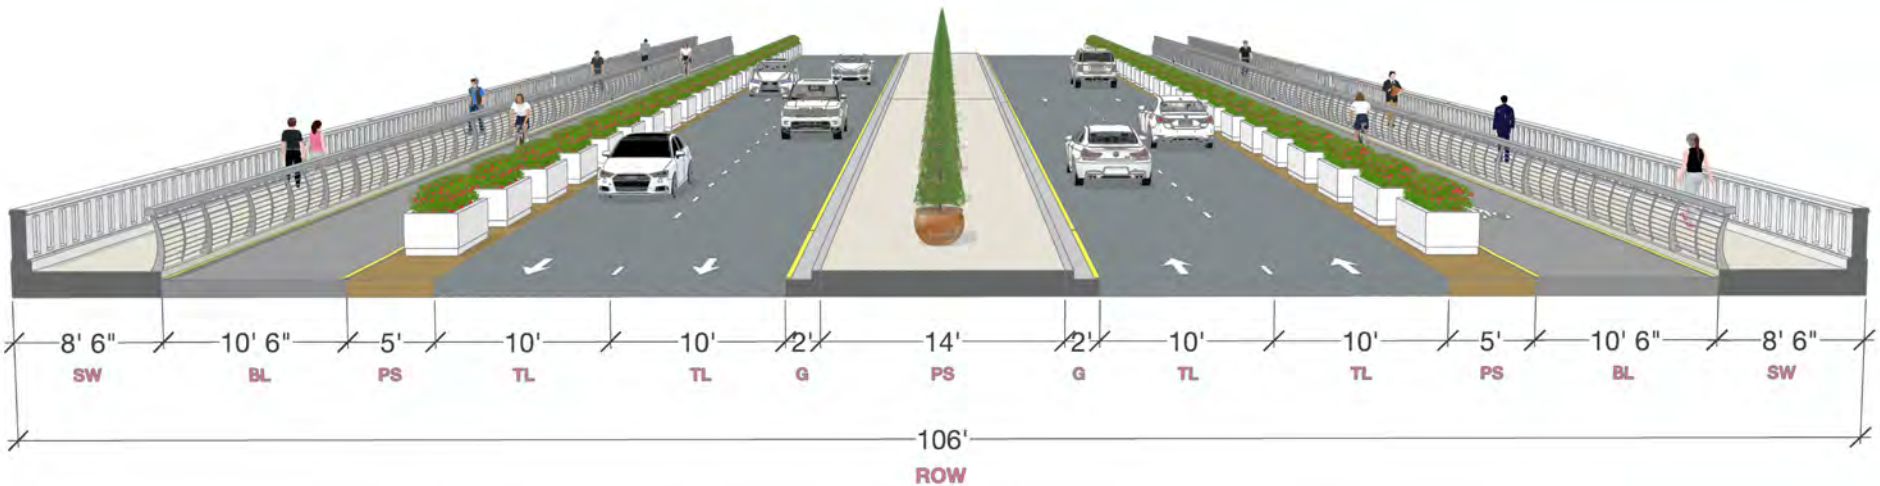 8' 6" 10' 6" 5' 10' 10' 2' 14' 2' 10' 10' 5' 10' 6" 8' 6"
SW BL PS TL TL G PS G TL TL PS BL SW
106'
ROW